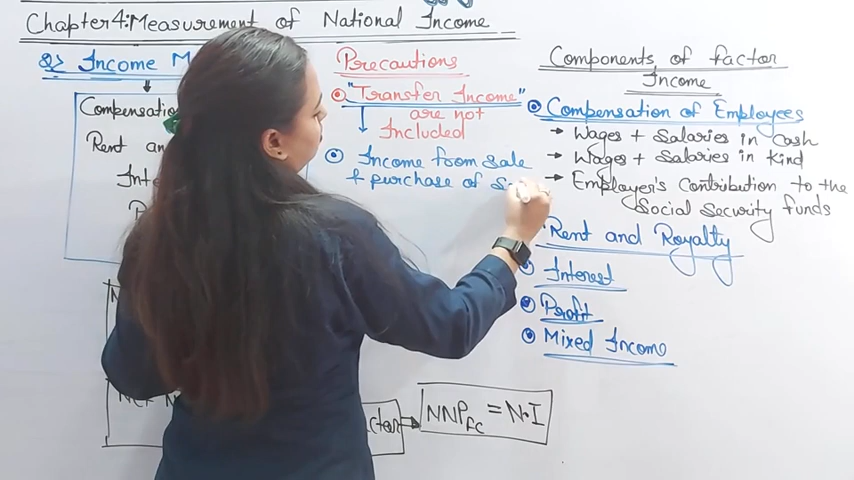 Chapter 4: Measurement of National Income
Q2> Income M
Compensatio
Rent an
Int
Precautions
"Transfer Income"
are not
Included
Income from sale
+ purchase of s
Components of factor
Income
Compensation of Employees
→ Wages + Salaries in Cash
→ Wages + Salaries in Kind
→ Employer's Contribution to the
Social Security funds
Rent and Royalty
Interest
Profit
Mixed Income
ctor → NNPFC = N.I